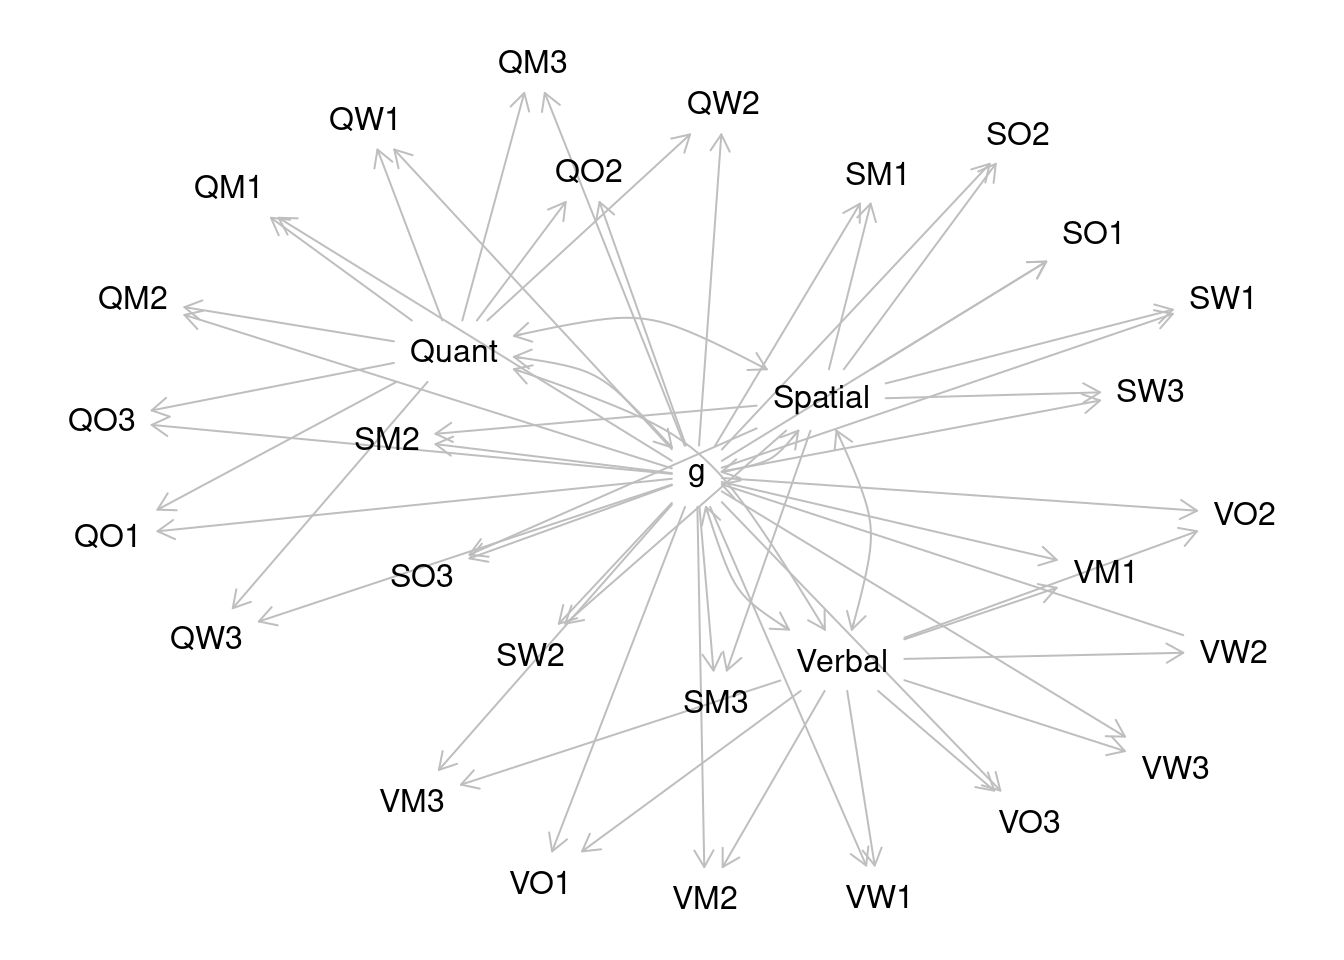 QM3
QW2
QW1
SO2
QO2
SM1
QM1
SO1
QM2
SW1
Quant
SW3
Spatial
QO3
SM2
g
VO2
QO1
VM1
SO3
QW3
VW2
SW2
Verbal
SM3
VW3
VM3
VO3
VO1
VM2
VW1